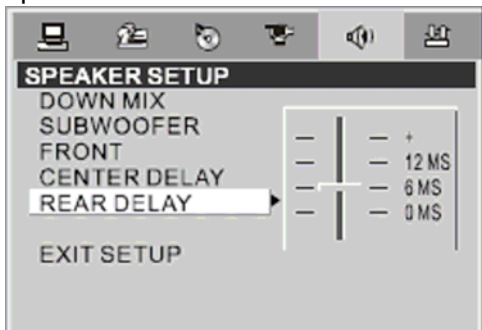 SPEAKER SETUP
DOWN MIX
SUBWOOFER
FRONT
CENTER DELAY
REAR DELAY
EXIT SETUP
+
12 MS
6 MS
0 MS